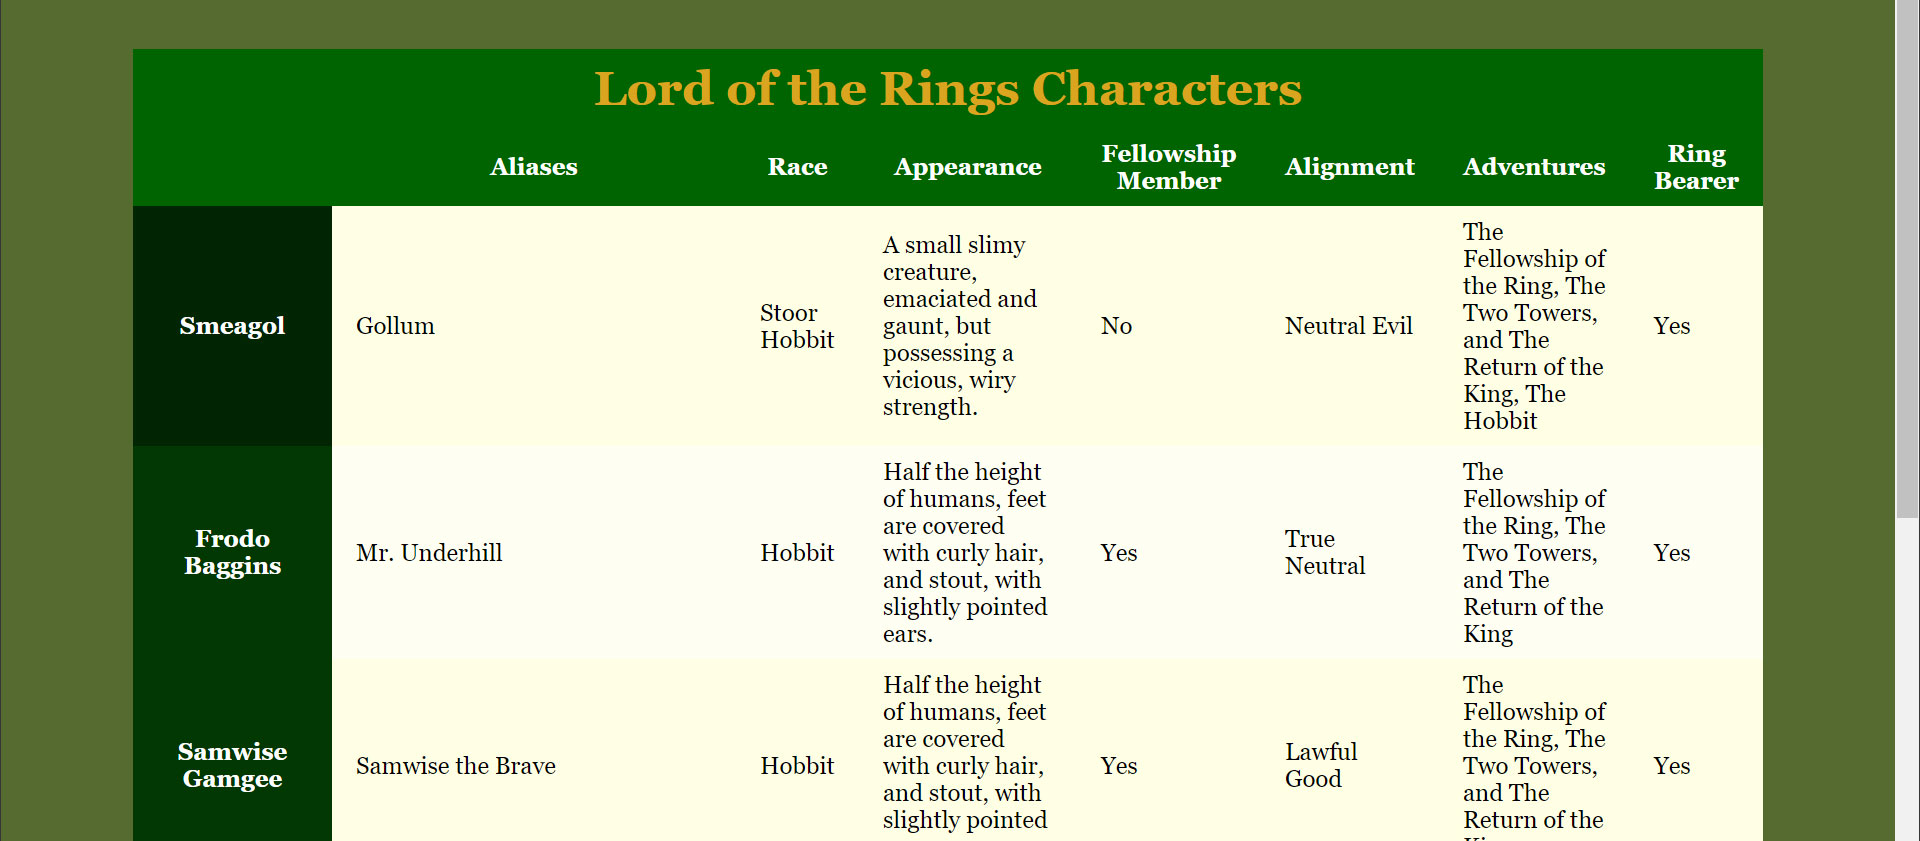 Lord of the Rings Characters
Aliases
Race
Appearance
Fellowship
Member
Alignment
Adventures
Ring
Bearer
Smeagol
Gollum
Stoor
Hobbit
A small slimy
creature,
emaciated and
gaunt, but
possessing a
vicious, wiry
strength.
No
Neutral Evil
The
Fellowship of
the Ring, The
Two Towers,
and The
Return of the
King, The
Hobbit
Yes
Frodo
Baggins
Mr. Underhill
Hobbit
Half the height
of humans, feet
are covered
with curly hair,
and stout, with
slightly pointed
ears.
Yes
True
Neutral
The
Fellowship of
the Ring, The
Two Towers,
and The
Return of the
King
Yes
Samwise
Gamgee
Samwise the Brave
Hobbit
Half the height
of humans, feet
are covered
with curly hair,
and stout, with
slightly pointed
Yes
Lawful
Good
The
Fellowship of
the Ring, The
Two Towers,
and The
Return of the
Yes